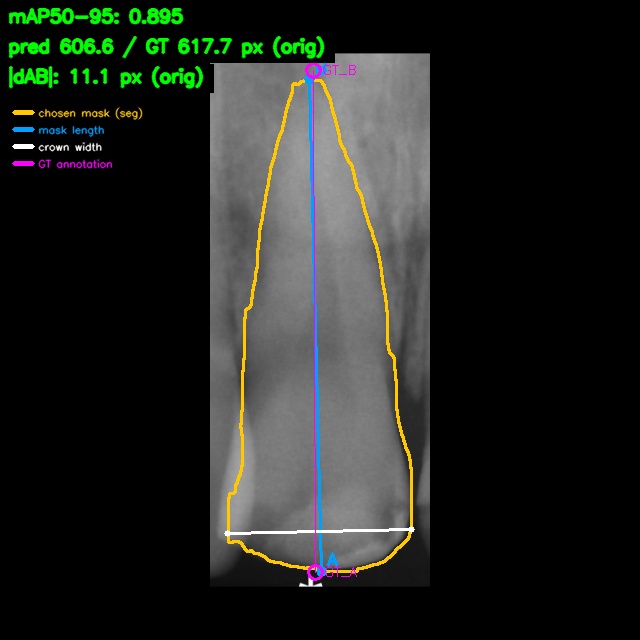 mAP50-95: 0.895
pred 606.6 / GT 617.7 px (orig)
|dAB|: 11.1 px (orig)
chosen mask (seg)
mask length
crown width
GT annotation
GT_B
A
GT_A